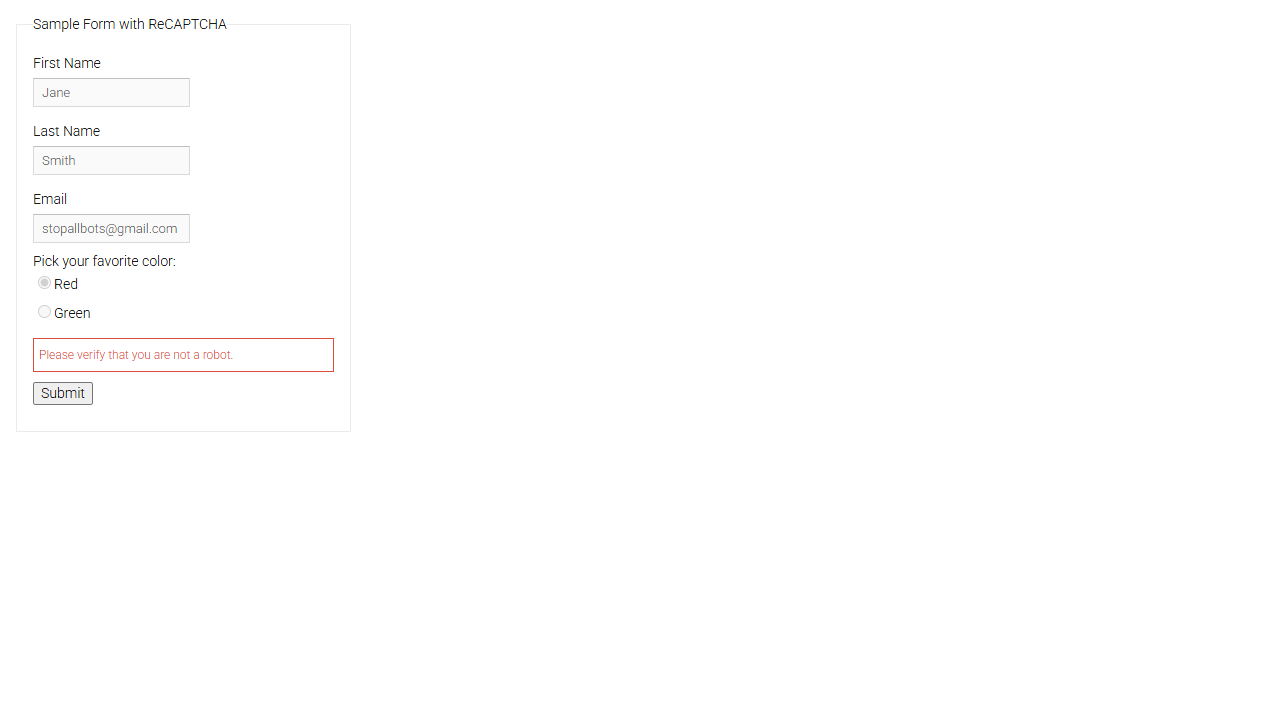 Sample Form with ReCAPTCHA
First Name
Jane
Last Name
Smith
Email
stopallbots@gmail.com
Pick your favorite color:
Red
Green
Please verify that you are not a robot.
Submit